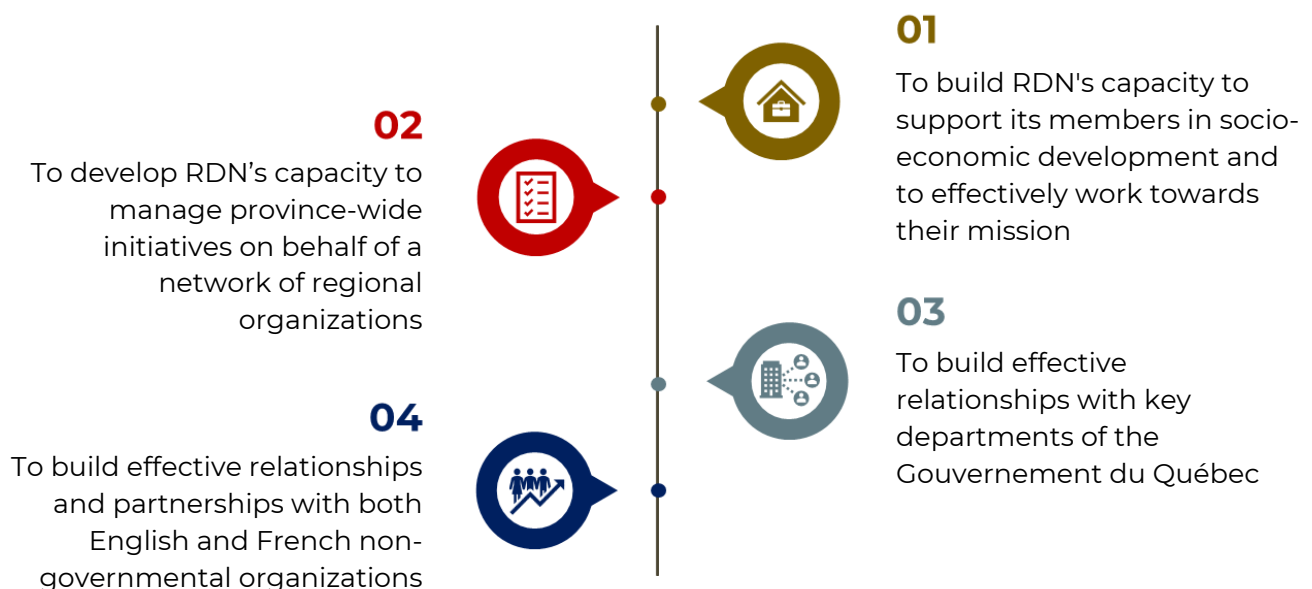 01
To build RDN's capacity to
support its members in socio-
economic development and
to effectively work towards
their mission
02
To develop RDN’s capacity to
manage province-wide
initiatives on behalf of a
network of regional
organizations
03
To build effective
relationships with key
departments of the
Gouvernement du Québec
04
To build effective relationships
and partnerships with both
English and French non-
governmental organizations